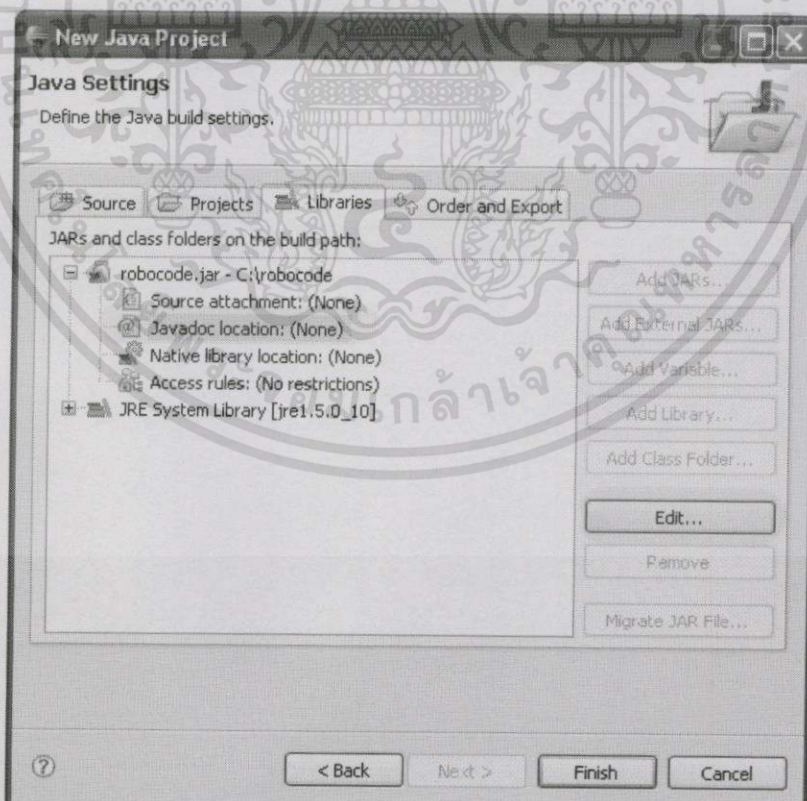 New Java Project
Java Settings
Define the Java build settings.
Source Projects Libraries Order and Export
JARs and class folders on the build path:
robocode.jar - C:\robocode
Source attachment: (None)
Javadoc location: (None)
Native library location: (None)
Access rules: (No restrictions)
JRE System Library [jre1.5.0_10]
Add JARs...
Add External JARs...
Add Variable...
Add Library...
Add Class Folder...
Edit...
Remove
Migrate JAR File...
< Back Next > Finish Cancel